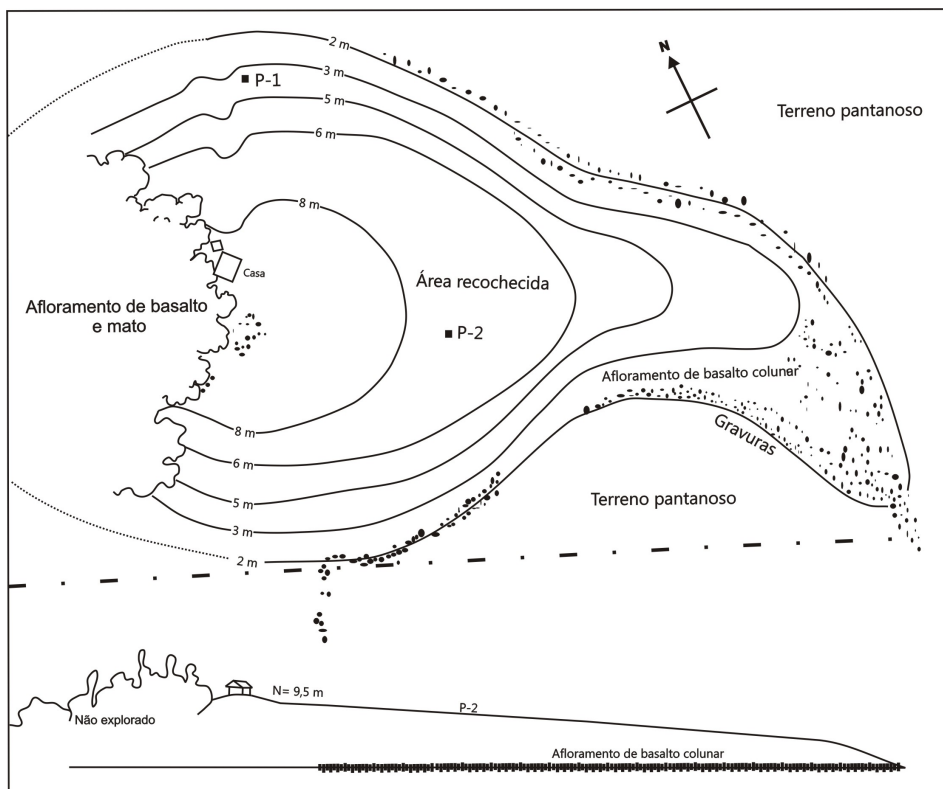 2 m
N
3 m
P-1
5 m
Terreno pantanoso
6 m
8 m
Casa
Área recochecida
Afloramento de basalto
e mato
P-2
Afloramento de basalto colunar
Gravuras
8 m
6 m
Terreno pantanoso
5 m
3 m
2 m
N= 9,5 m
P-2
Não explorado
Afloramento de basalto colunar